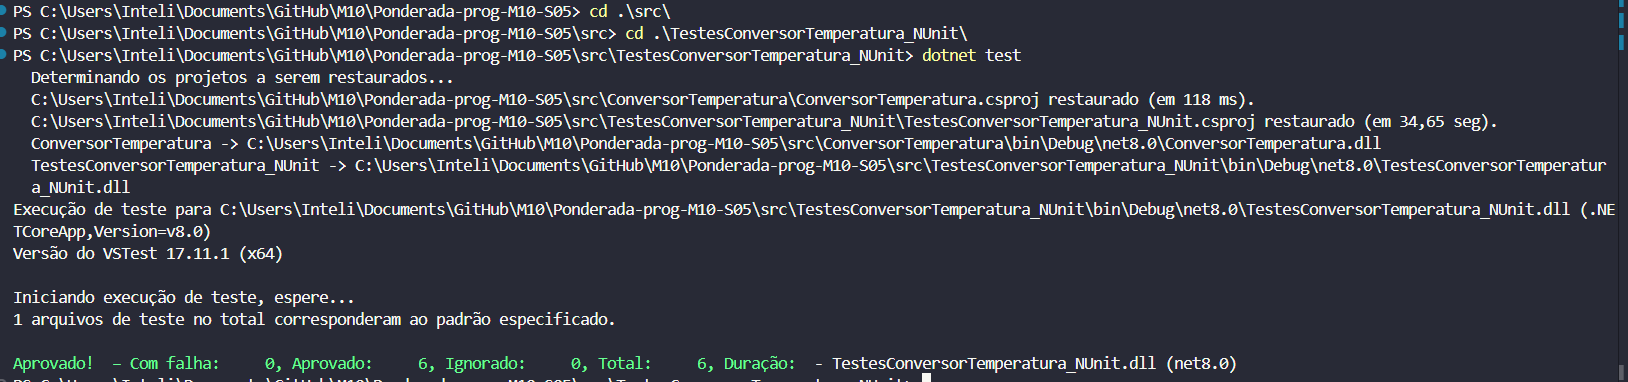 PS C:\Users\Inteli\Documents\GitHub\M10\Ponderada-prog-M10-S05> cd .\src\
PS C:\Users\Inteli\Documents\GitHub\M10\Ponderada-prog-M10-S05\src> cd .\TestesConversorTemperatura_NUnit\
PS C:\Users\Inteli\Documents\GitHub\M10\Ponderada-prog-M10-S05\src\TestesConversorTemperatura_NUnit> dotnet test
Determinando os projetos a serem restaurados...
C:\Users\Inteli\Documents\GitHub\M10\Ponderada-prog-M10-S05\src\ConversorTemperatura\ConversorTemperatura.csproj restaurado (em 118 ms).
C:\Users\Inteli\Documents\GitHub\M10\Ponderada-prog-M10-S05\src\TestesConversorTemperatura_NUnit\TestesConversorTemperatura_NUnit.csproj restaurado (em 34,65 seg).
ConversorTemperatura -> C:\Users\Inteli\Documents\GitHub\M10\Ponderada-prog-M10-S05\src\ConversorTemperatura\bin\Debug\net8.0\ConversorTemperatura.dll
TestesConversorTemperatura_NUnit -> C:\Users\Inteli\Documents\GitHub\M10\Ponderada-prog-M10-S05\src\TestesConversorTemperatura_NUnit\bin\Debug\net8.0\TestesConversorTemperatur
a_NUnit.dll
Execução de teste para C:\Users\Inteli\Documents\GitHub\M10\Ponderada-prog-M10-S05\src\TestesConversorTemperatura_NUnit\bin\Debug\net8.0\TestesConversorTemperatura_NUnit.dll (.NE
TCoreApp,Version=v8.0)
Versão do VSTest 17.11.1 (x64)
Iniciando execução de teste, espere...
1 arquivos de teste no total corresponderam ao padrão especificado.
Aprovado! – Com falha: 0, Aprovado: 6, Ignorado: 0, Total: 6, Duração: - TestesConversorTemperatura_NUnit.dll (net8.0)